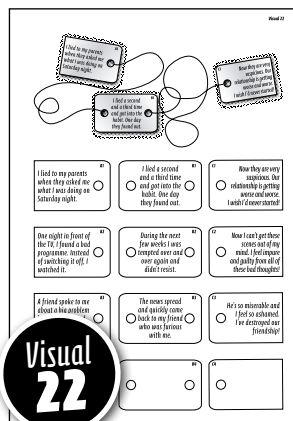 Visual 22
I lied to my parents
when they asked me
what I was doing on
Saturday night.
I lied a second
and a third time
and got into the
habit. One day
they found out.
Now they are very
suspicious. Our
relationship is getting
worse and worse.
I wish I'd never started!
B1
I lied to my parents
when they asked me
what I was doing on
Saturday night.
B1
I lied a second
and a third time
and got into the
habit. One day
they found out.
C1
Now they are very
suspicious. Our
relationship is getting
worse and worse.
I wish I'd never started!
One night in front of
the TV, I found a bad
programme. Instead
of switching it off, I
watched it.
B2
During the next
few weeks I was
tempted over and
over again and
didn't resist.
C2
Now I can't get these
scenes out of my
mind. I feel impure
and guilty from all of
these bad thoughts!
A friend spoke to me
about a big problem
B3
The news spread
and quickly came
back to my friend
who was furious
with me.
C3
He's so miserable and
I feel so ashamed.
I've destroyed our
friendship!
B4
C4
Visual
22